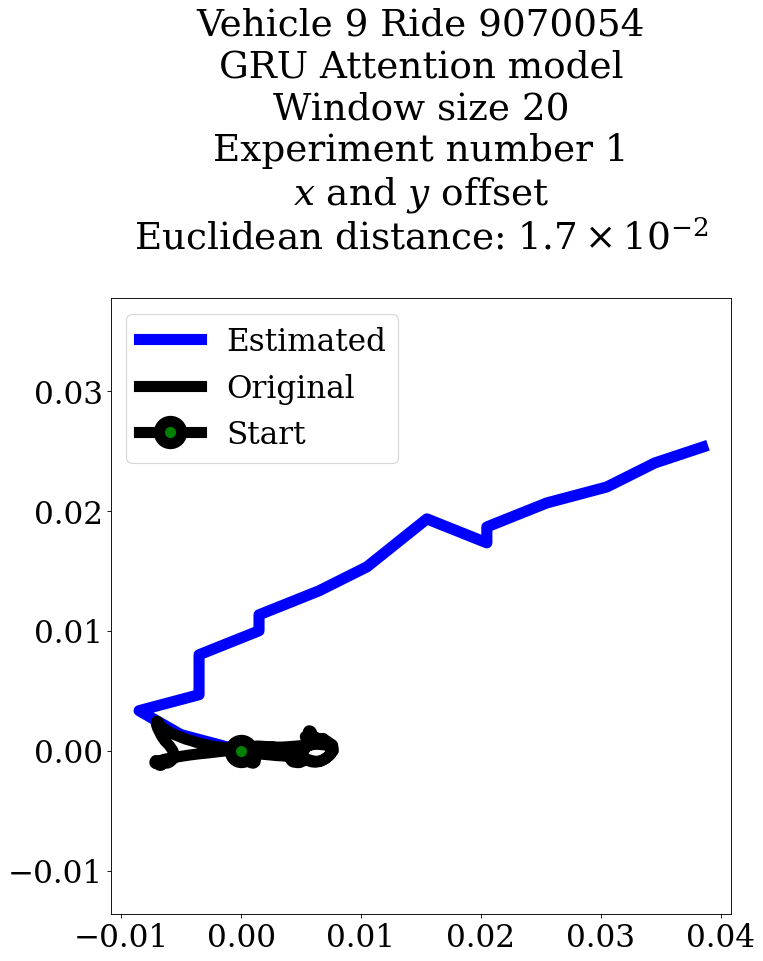 Vehicle 9 Ride 9070054
GRU Attention model
Window size 20
Experiment number 1
x and y offset
Euclidean distance: 1.7 × 10⁻²
Estimated
Original
Start
0.03
0.02
0.01
0.00
−0.01
−0.01 0.00 0.01 0.02 0.03 0.04